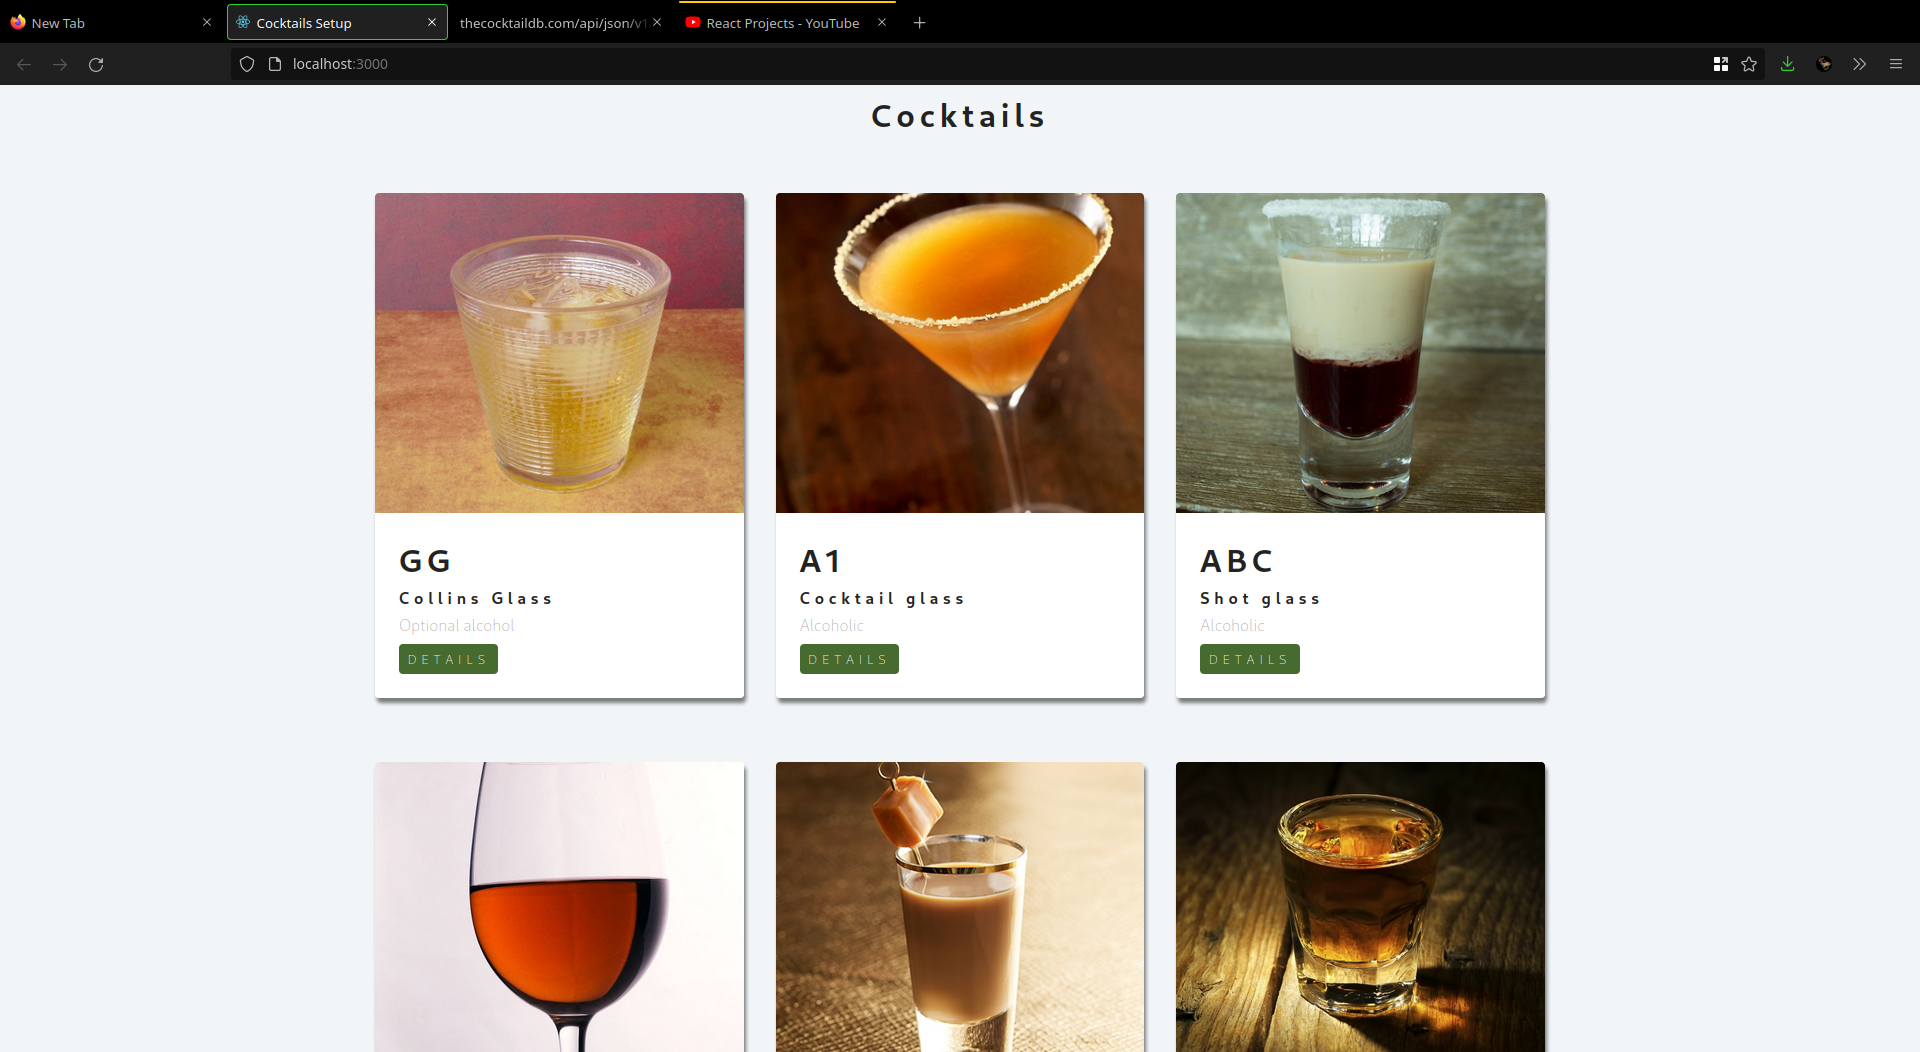 New Tab
Cocktails Setup
thecocktaildb.com/api/json/v1
React Projects - YouTube
localhost:3000
Cocktails
GG
Collins Glass
Optional alcohol
DETAILS
A1
Cocktail glass
Alcoholic
DETAILS
ABC
Shot glass
Alcoholic
DETAILS